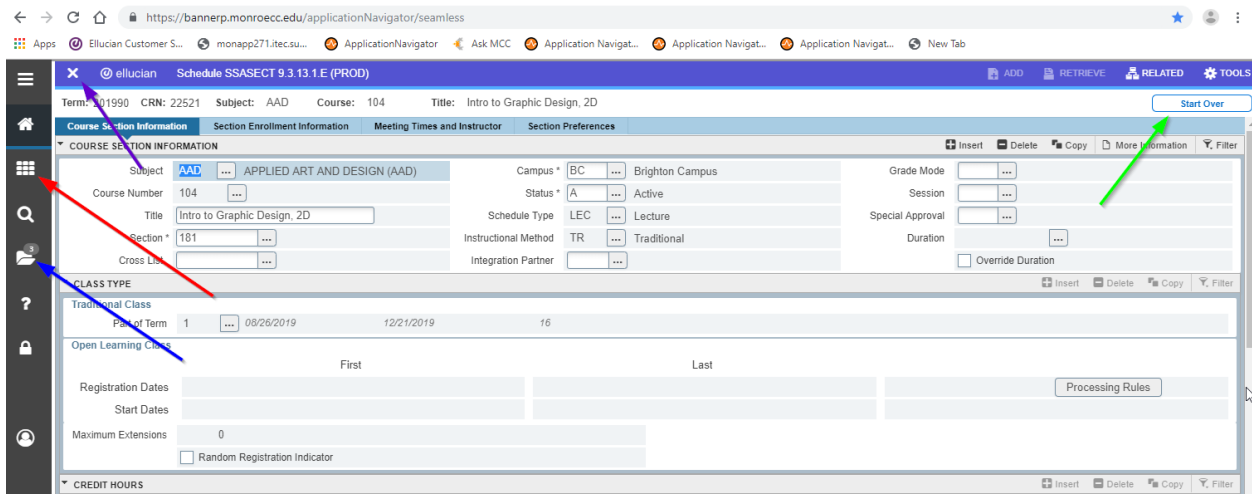 https://bannerp.monroecc.edu/applicationNavigator/seamless
Apps Ellucian Customer S... monapp271.itec.su... ApplicationNavigator Ask MCC Application Navigat... Application Navigat... Application Navigat... New Tab
ellucian Schedule SSASECT 9.3.13.1.E (PROD) ADD RETRIEVE RELATED TOOLS
Term: 201990 CRN: 22521 Subject: AAD Course: 104 Title: Intro to Graphic Design, 2D Start Over
Course Section Information Section Enrollment Information Meeting Times and Instructor Section Preferences
COURSE SECTION INFORMATION Insert Delete Copy More Information Filter
Subject AAD ... APPLIED ART AND DESIGN (AAD) Campus * BC ... Brighton Campus Grade Mode ...
Course Number 104 ... Status * A ... Active Session ...
Title Intro to Graphic Design, 2D Schedule Type LEC ... Lecture Special Approval ...
Section * 181 ... Instructional Method TR ... Traditional Duration ...
3
Cross List ... Integration Partner ... Override Duration
CLASS TYPE Insert Delete Copy Filter
Traditional Class
Part of Term 1 ... 08/26/2019 12/21/2019 16
Open Learning Class
First Last
Registration Dates Processing Rules
Start Dates
Maximum Extensions 0
Random Registration Indicator
CREDIT HOURS Insert Delete Copy Filter